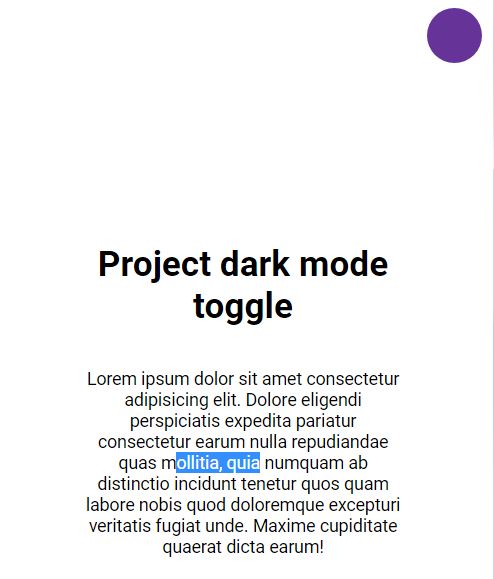 Project dark mode
toggle
Lorem ipsum dolor sit amet consectetur
adipisicing elit. Dolore eligendi
perspiciatis expedita pariatur
consectetur earum nulla repudiandae
quas mollitia, quia numquam ab
distinctio incidunt tenetur quos quam
labore nobis quod doloremque excepturi
veritatis fugiat unde. Maxime cupiditate
quaerat dicta earum!